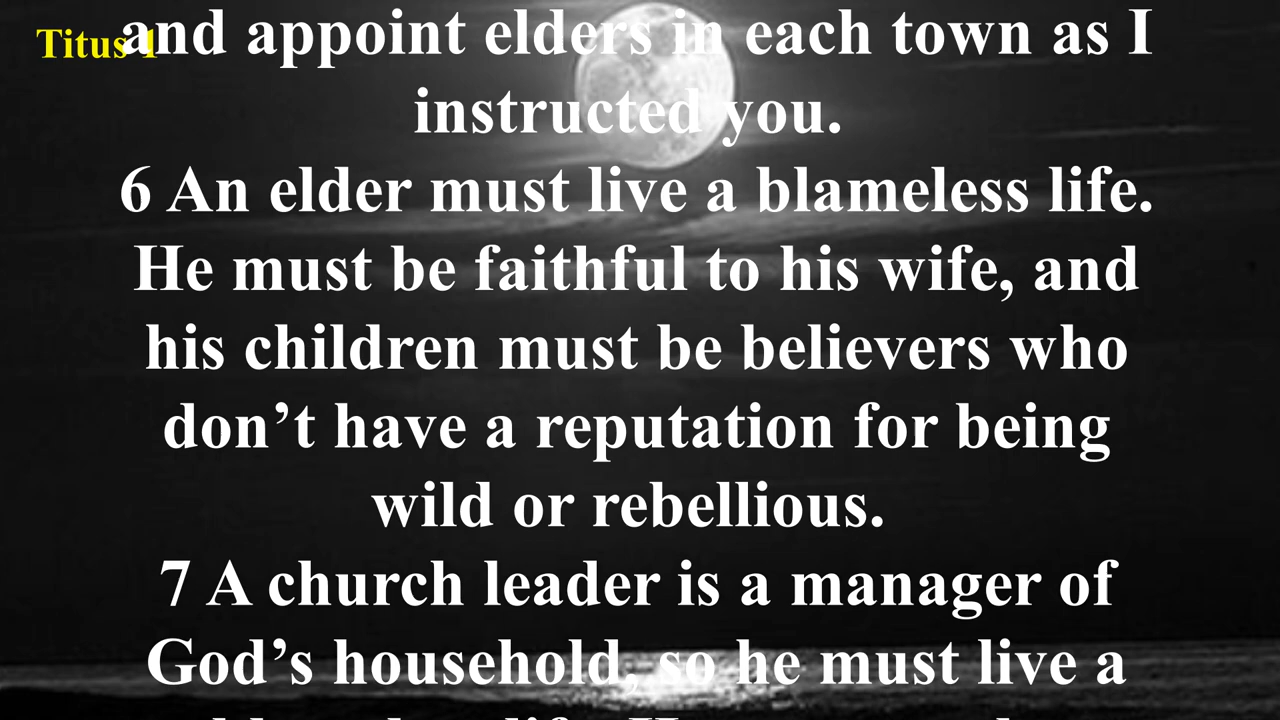 Titus 1
and appoint elders in each town as I
instructed you.
6 An elder must live a blameless life.
He must be faithful to his wife, and
his children must be believers who
don’t have a reputation for being
wild or rebellious.
7 A church leader is a manager of
God’s household, so he must live a